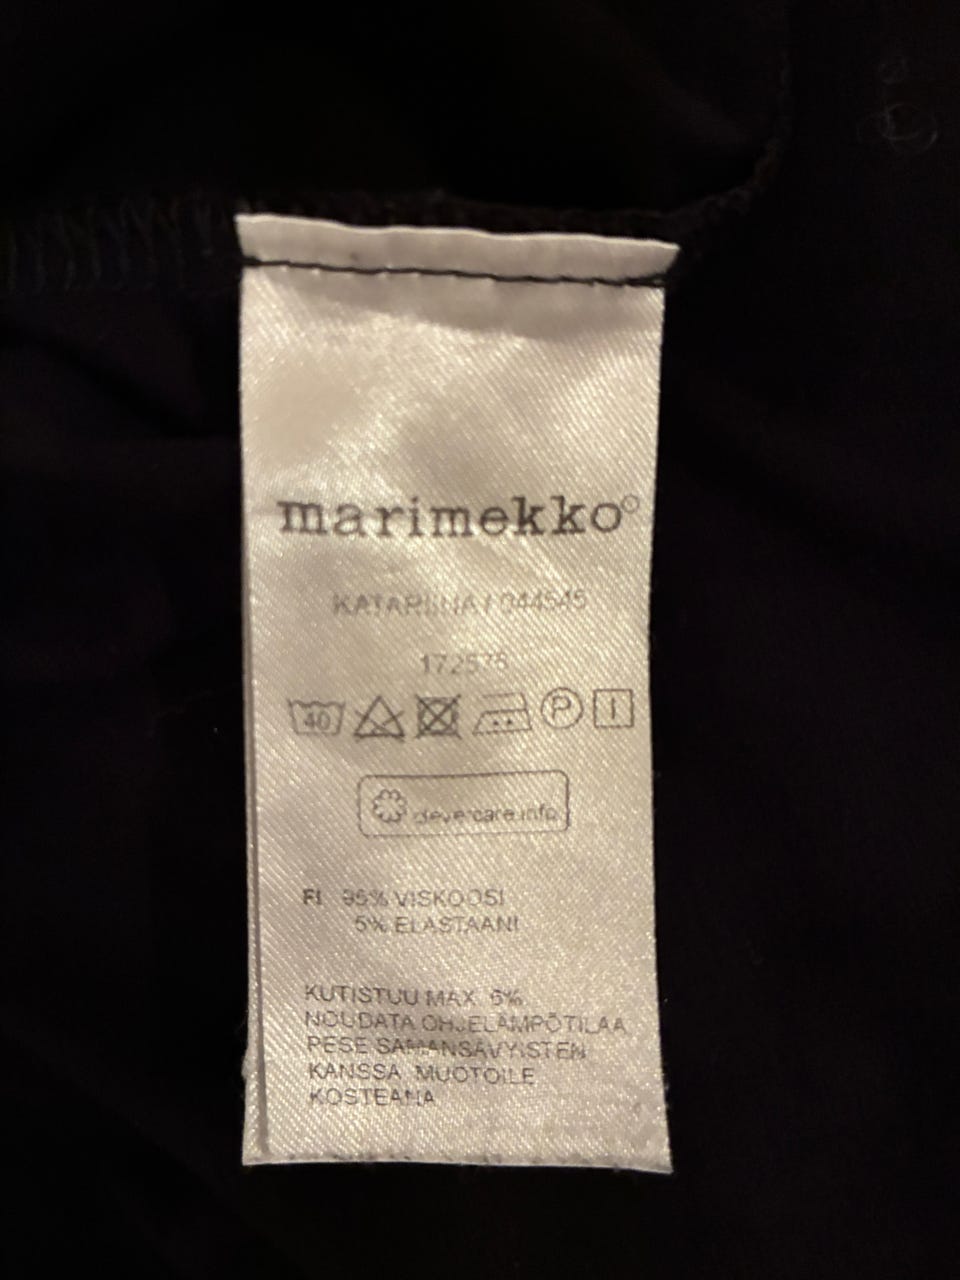 marimekko
KATARIINA / 044545
172575
40 P
clevercare.info
FI 95% VISKOOSI
5% ELASTAANI
KUTISTUU MAX. 6%
NOUDATA OHJELÄMPÖTILAA
PESE SAMANSÄVYISTEN
KANSSA. MUOTOILE
KOSTEANA